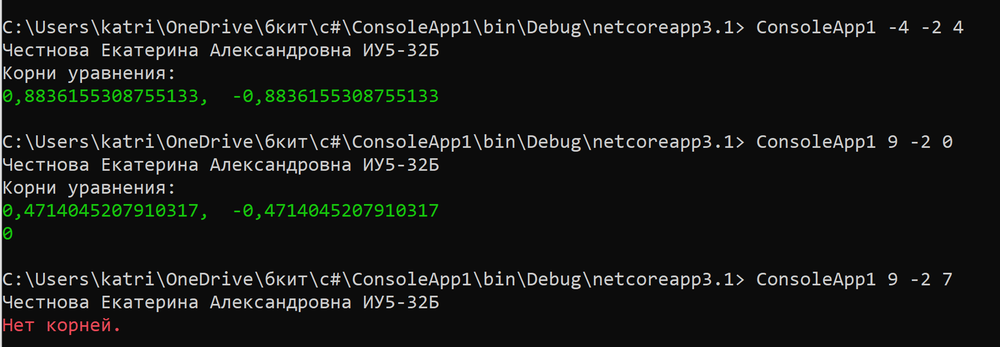 C:\Users\katri\OneDrive\бкит\c#\ConsoleApp1\bin\Debug\netcoreapp3.1> ConsoleApp1 -4 -2 4
Честнова Екатерина Александровна ИУ5-32Б
Корни уравнения:
0,8836155308755133,  -0,8836155308755133
C:\Users\katri\OneDrive\бкит\c#\ConsoleApp1\bin\Debug\netcoreapp3.1> ConsoleApp1 9 -2 0
Честнова Екатерина Александровна ИУ5-32Б
Корни уравнения:
0,4714045207910317,  -0,4714045207910317
0
C:\Users\katri\OneDrive\бкит\c#\ConsoleApp1\bin\Debug\netcoreapp3.1> ConsoleApp1 9 -2 7
Честнова Екатерина Александровна ИУ5-32Б
Нет корней.